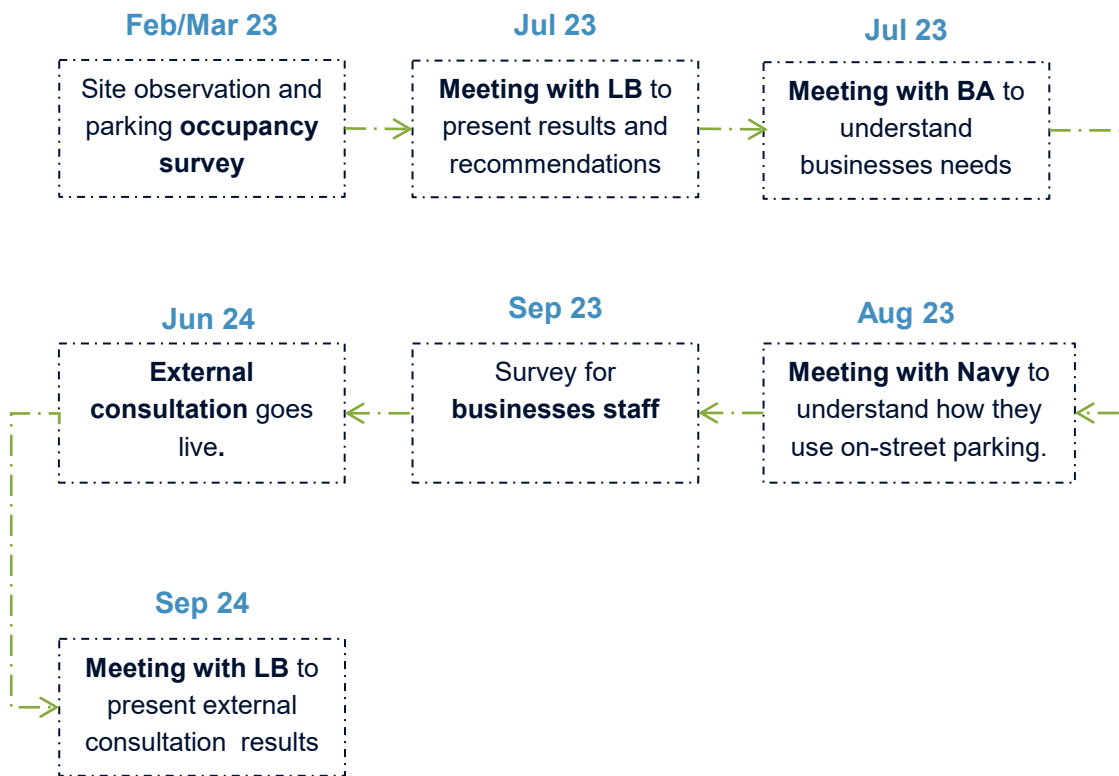 Feb/Mar 23
Site observation and
parking occupancy
survey
Jul 23
Meeting with LB to
present results and
recommendations
Jul 23
Meeting with BA to
understand
businesses needs
Aug 23
Meeting with Navy to
understand how they
use on-street parking.
Sep 23
Survey for
businesses staff
Jun 24
External
consultation goes
live.
Sep 24
Meeting with LB to
present external
consultation results